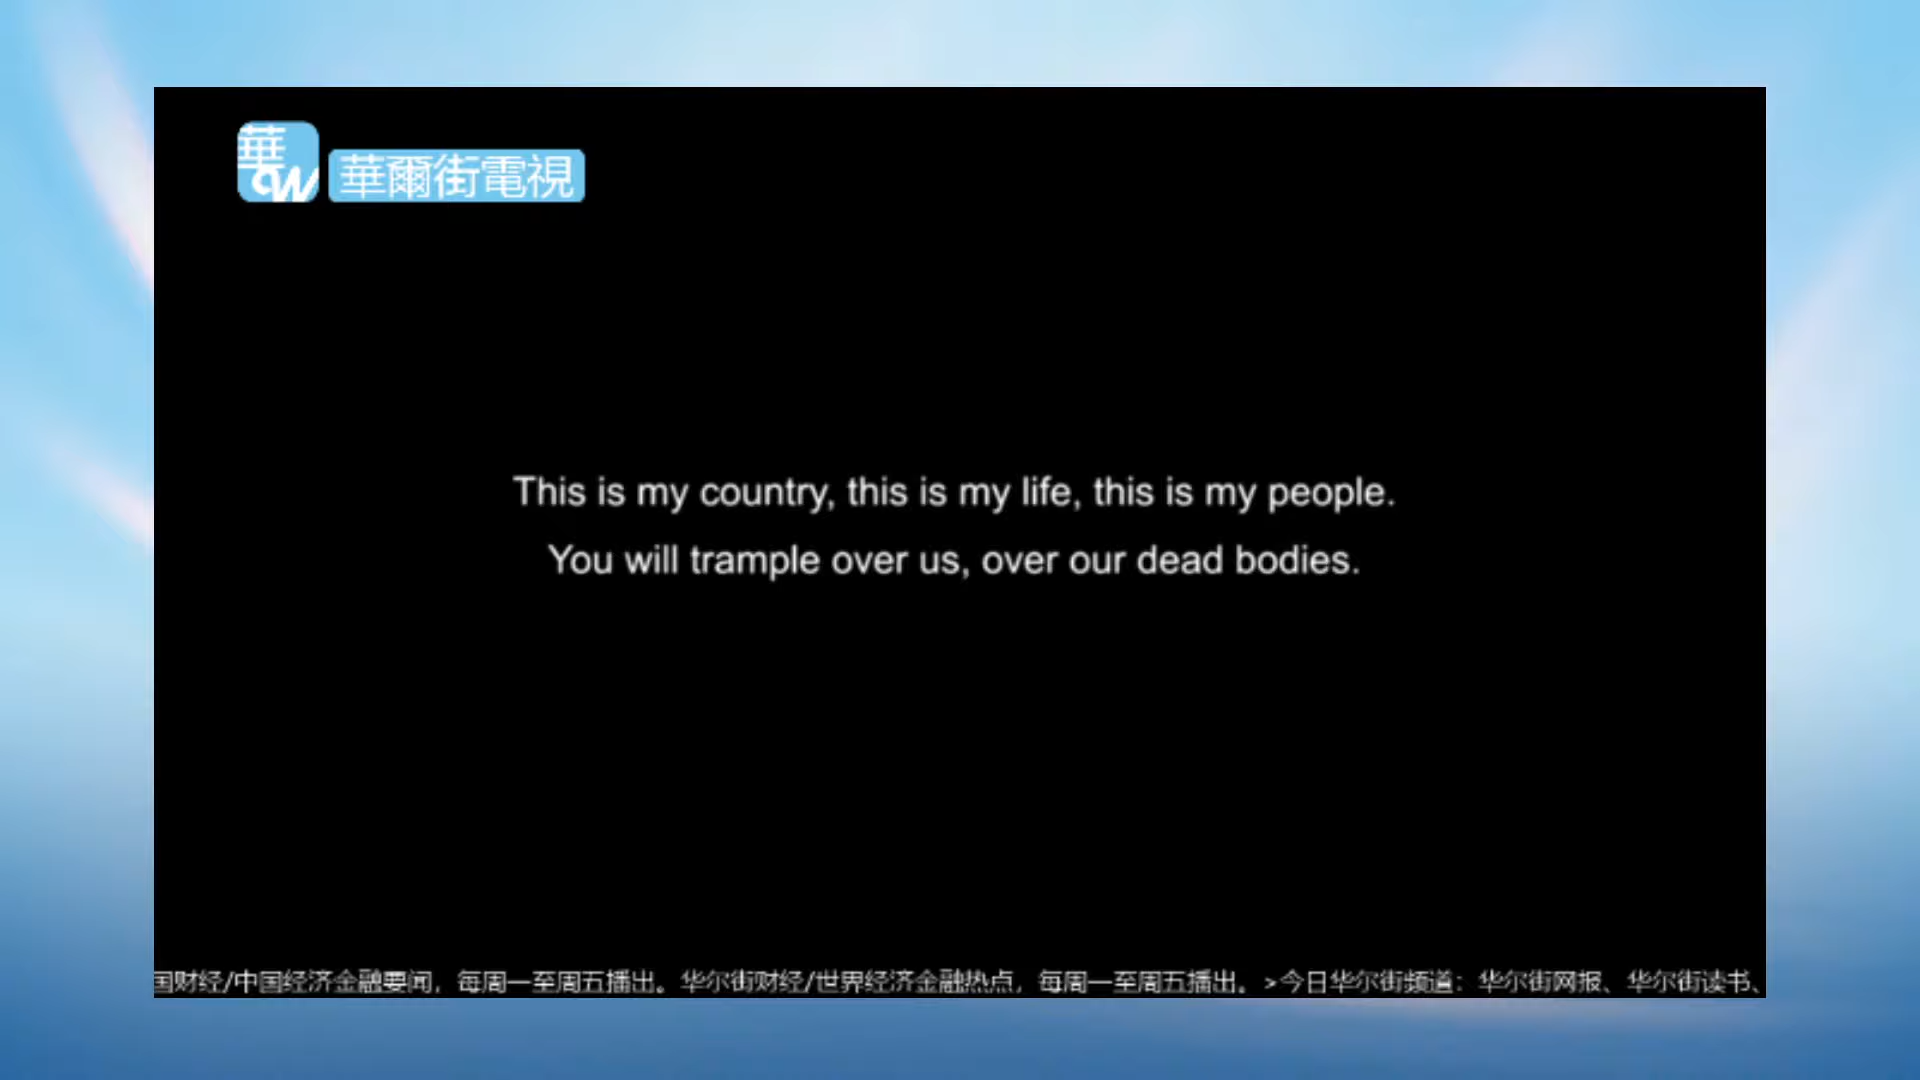 華
華爾街電視
This is my country, this is my life, this is my people.
You will trample over us, over our dead bodies.
国财经/中国经济金融要闻，每周一至周五播出。华尔街财经/世界经济金融热点，每周一至周五播出。>今日华尔街频道：华尔街网报、华尔街读书、